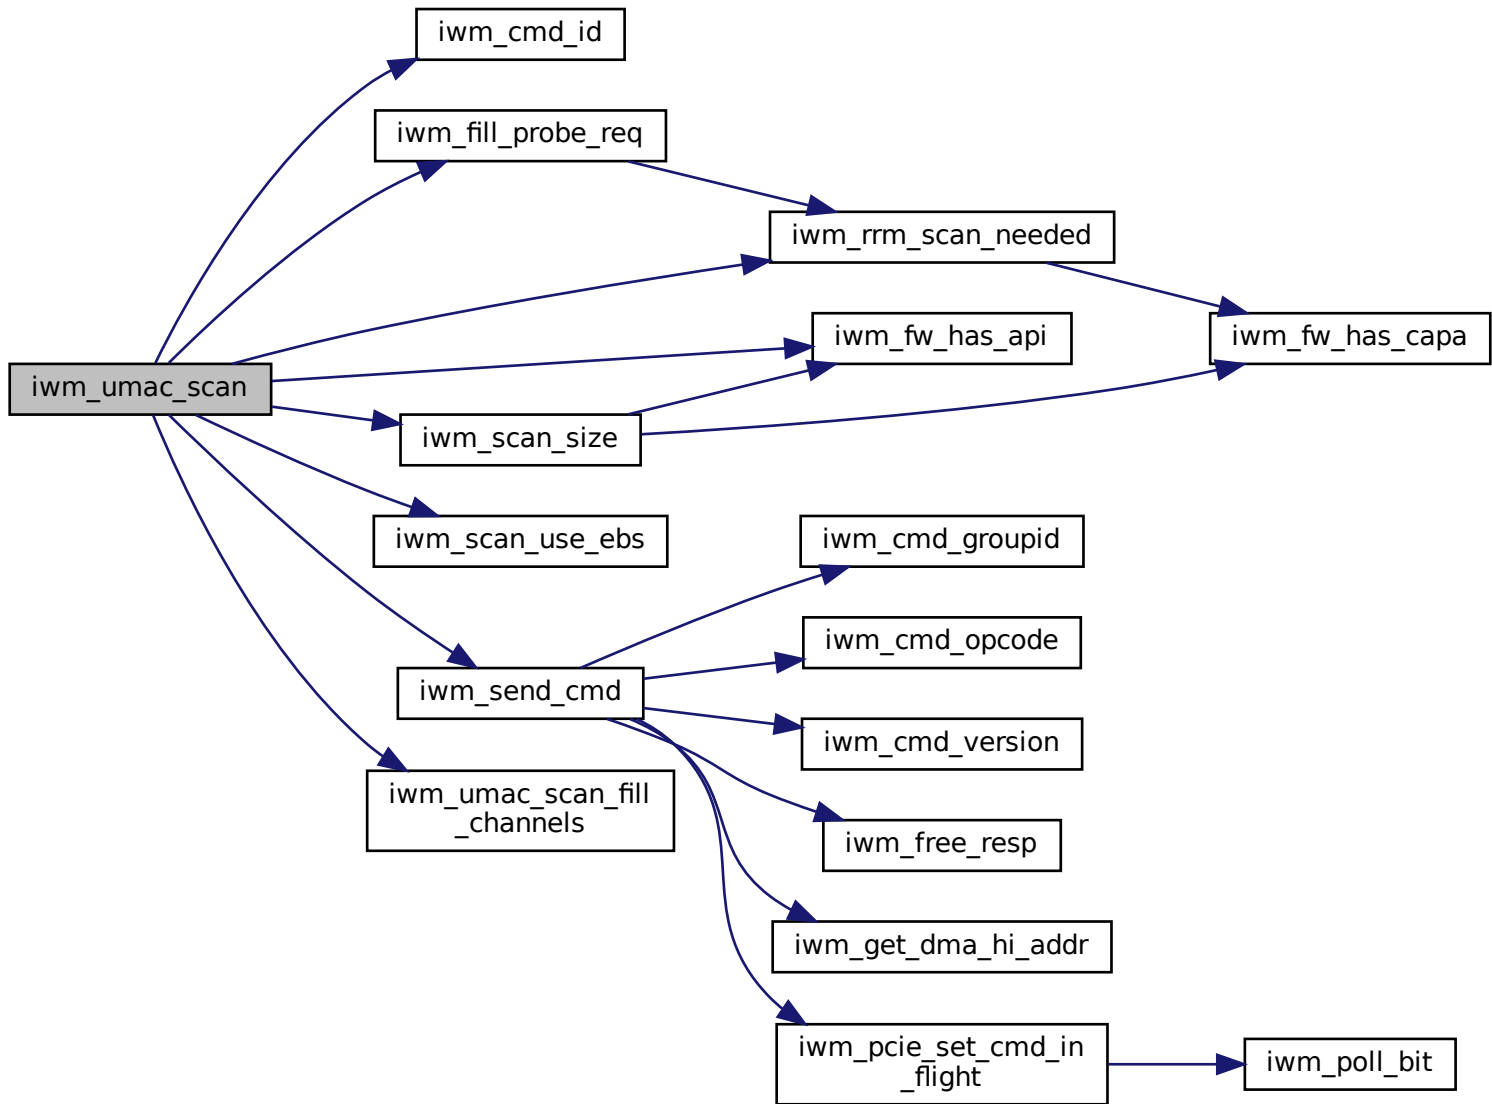 iwm_cmd_id
iwm_fill_probe_req
iwm_rrm_scan_needed
iwm_fw_has_api
iwm_fw_has_capa
iwm_umac_scan
iwm_scan_size
iwm_scan_use_ebs
iwm_cmd_groupid
iwm_cmd_opcode
iwm_send_cmd
iwm_cmd_version
iwm_umac_scan_fill
_channels
iwm_free_resp
iwm_get_dma_hi_addr
iwm_pcie_set_cmd_in
_flight
iwm_poll_bit